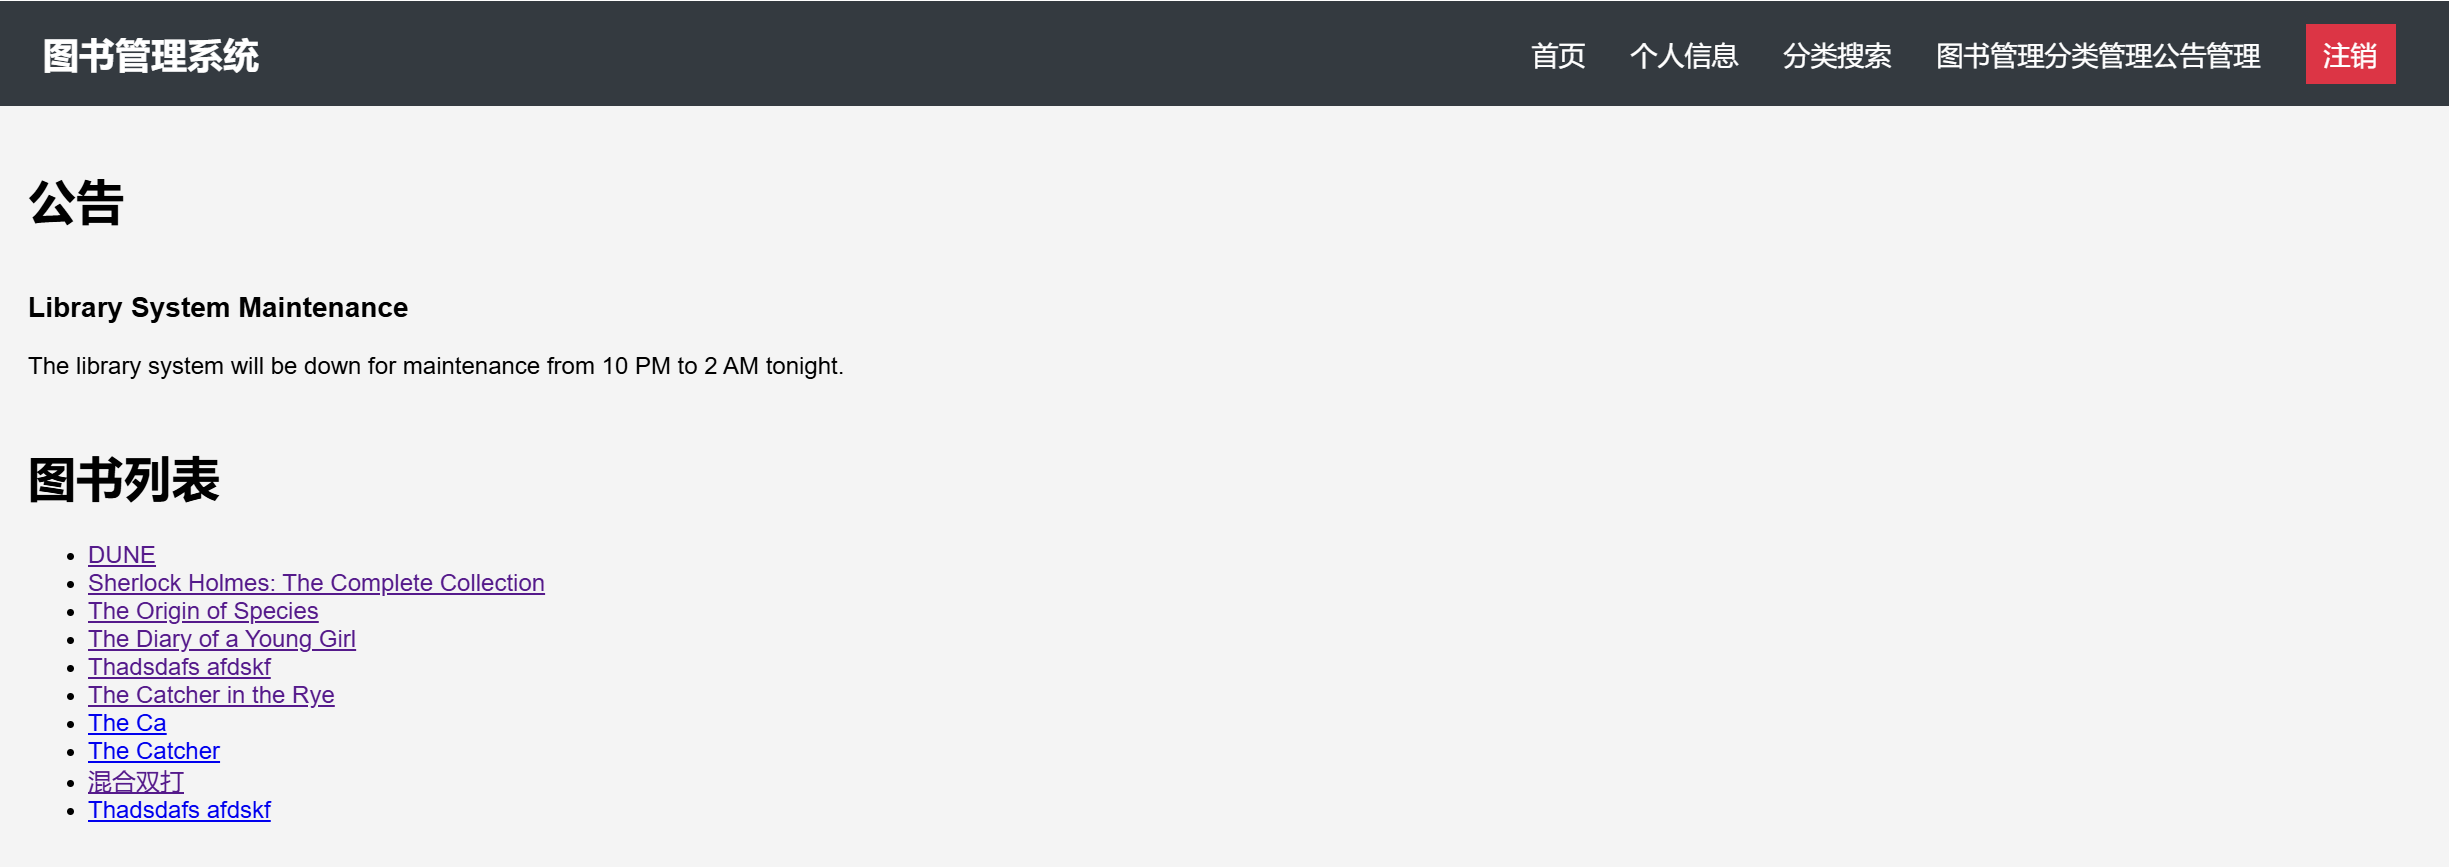 图书管理系统 首页 个人信息 分类搜索 图书管理分类管理公告管理 注销
公告
Library System Maintenance
The library system will be down for maintenance from 10 PM to 2 AM tonight.
图书列表
DUNE
Sherlock Holmes: The Complete Collection
The Origin of Species
The Diary of a Young Girl
Thadsdafs afdskf
The Catcher in the Rye
The Ca
The Catcher
混合双打
Thadsdafs afdskf